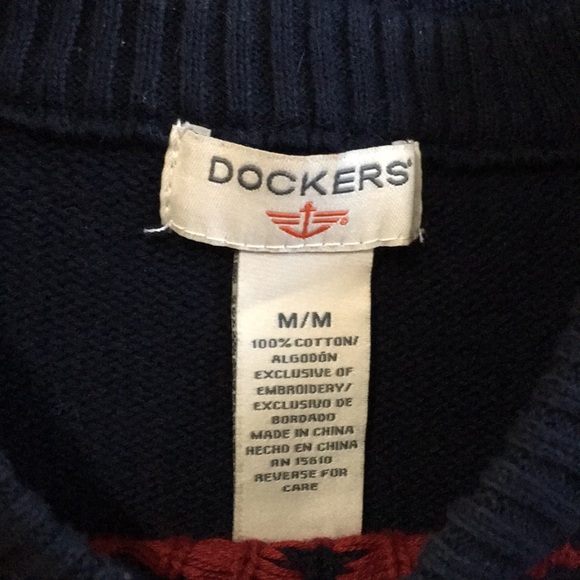 DOCKERS®
M/M
100% COTTON/
ALGODÓN
EXCLUSIVE OF
EMBROIDERY/
EXCLUSIVO DE
BORDADO
MADE IN CHINA
HECHO EN CHINA
RN 15610
REVERSE FOR
CARE